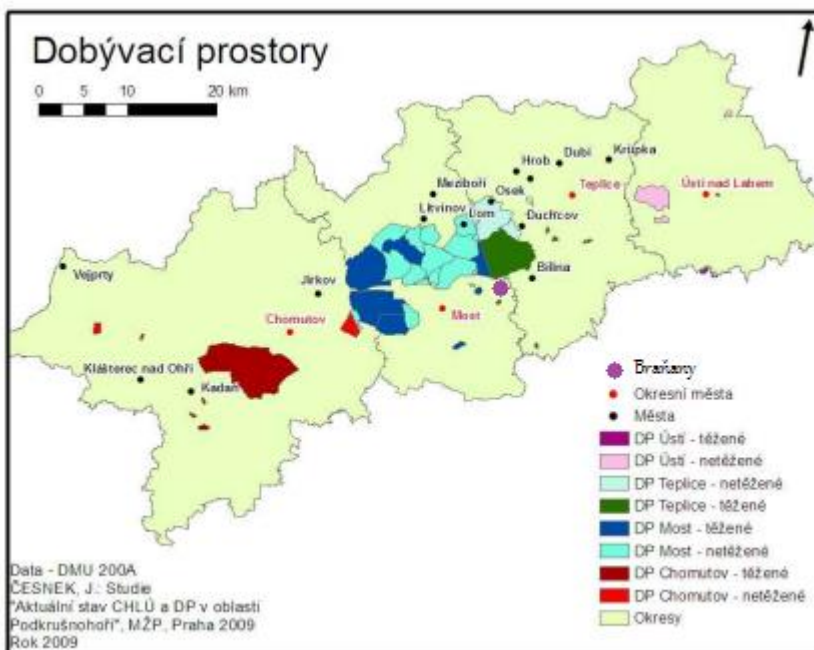 Dobývací prostory
0 5 10 20 km
Hrob
Dubí
Krupka
Meziboří
Osek
Teplice
Ústí nad Labem
Litvínov
Lom
Duchcov
Vejprty
Jirkov
Bílina
Chomutov
Most
Klášterec nad Ohří
Kadaň
Braňany
Okresní města
Města
DP Ústí - těžené
DP Ústí - netěžené
DP Teplice - netěžené
DP Teplice - těžené
DP Most - těžené
DP Most - netěžené
DP Chomutov - těžené
DP Chomutov - netěžené
Okresy
Data - DMU 200A
ČESNEK, J.: Studie
"Aktuální stav CHLÚ a DP v oblasti
Podkrušnohoří", MŽP, Praha 2009
Rok 2009